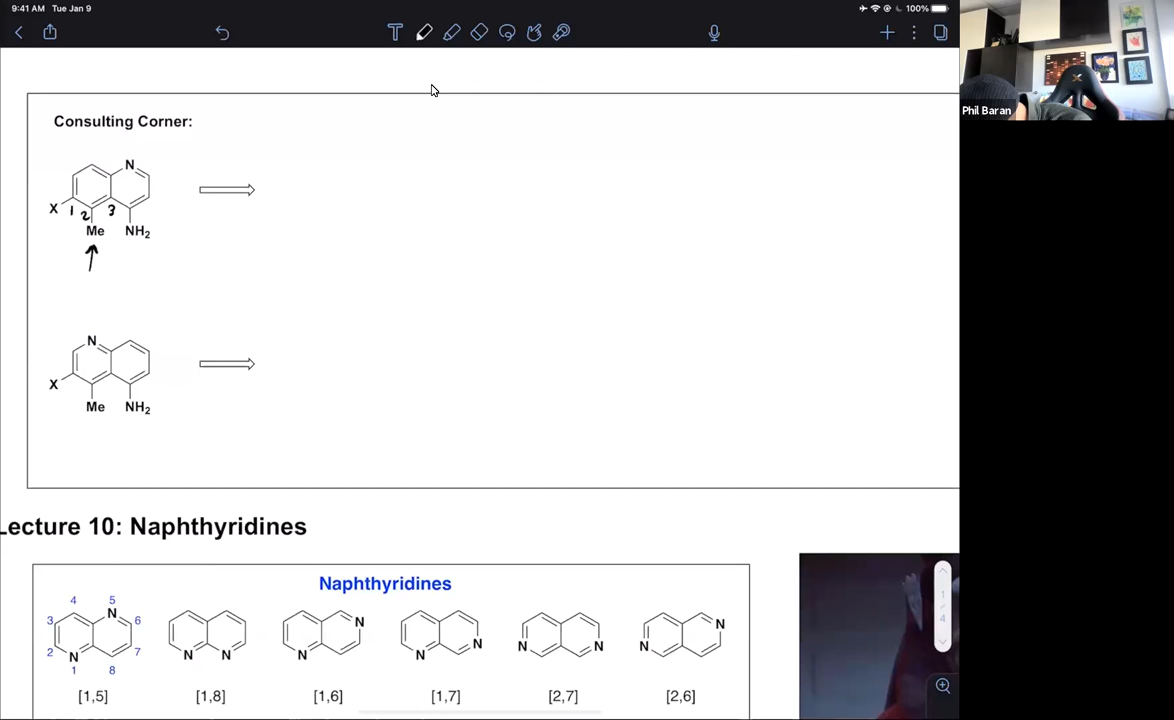 9:41 AM Tue Jan 9
100%
Phil Baran
Consulting Corner:
N
X 1 2 3
Me NH2
N
X
Me NH2
Lecture 10: Naphthyridines
Naphthyridines
4 5
3 N 6
2 N 7
1 8
[1,5]
N N
[1,8]
N
N
[1,6]
N
N
[1,7]
N N
[2,7]
N
N
[2,6]
1
/
4